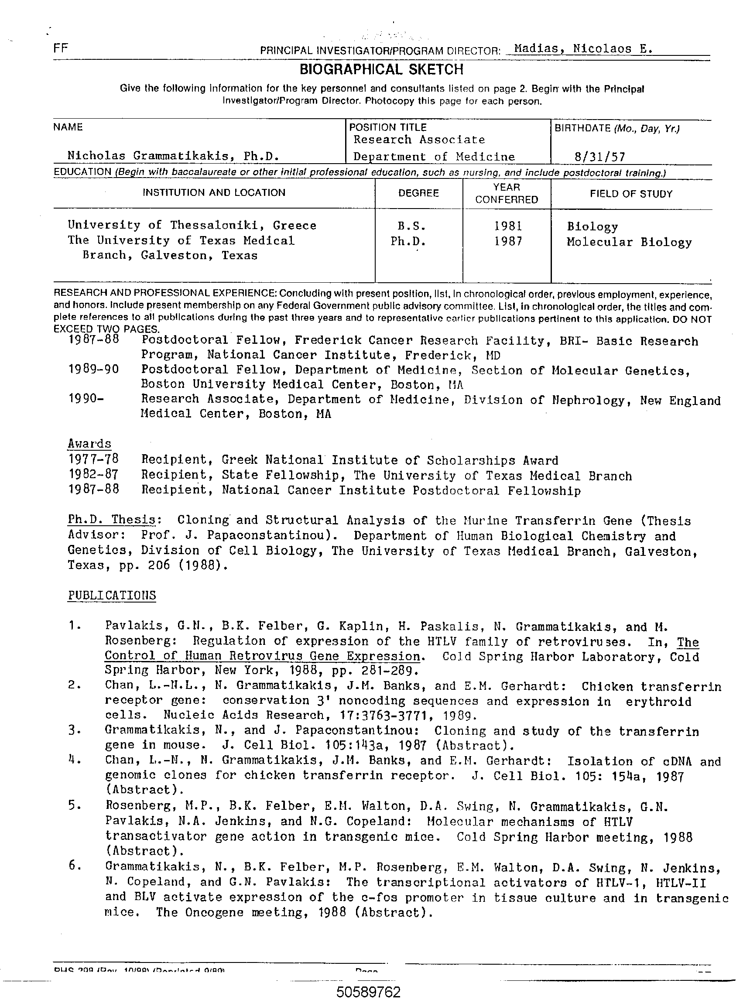 FF
PRINCIPAL INVESTIGATOR/PROGRAM DIRECTOR: Madias, Nicolaos E.
BIOGRAPHICAL SKETCH
Give the following information for the key personnel and consultants listed on page 2. Begin with the Principal
Investigator/Program Director. Photocopy this page for each person.
NAME POSITION TITLE BIRTHDATE (Mo., Day, Yr.)
Research Associate
Nicholas Grammatikakis, Ph.D. Department of Medicine 8/31/57
EDUCATION (Begin with baccalaureate or other initial professional education, such as nursing, and include postdoctoral training.)
INSTITUTION AND LOCATION DEGREE YEAR CONFERRED FIELD OF STUDY
University of Thessaloniki, Greece B.S. 1981 Biology
The University of Texas Medical Ph.D. 1987 Molecular Biology
Branch, Galveston, Texas
RESEARCH AND PROFESSIONAL EXPERIENCE: Concluding with present position, list, in chronological order, previous employment, experience,
and honors. Include present membership on any Federal Government public advisory committee. List, in chronological order, the titles and com-
plete references to all publications during the past three years and to representative earlier publications pertinent to this application. DO NOT
EXCEED TWO PAGES.
1987-88 Postdoctoral Fellow, Frederick Cancer Research Facility, BRI- Basic Research
Program, National Cancer Institute, Frederick, MD
1989-90 Postdoctoral Fellow, Department of Medicine, Section of Molecular Genetics,
Boston University Medical Center, Boston, MA
1990- Research Associate, Department of Medicine, Division of Nephrology, New England
Medical Center, Boston, MA
Awards
1977-78 Recipient, Greek National Institute of Scholarships Award
1982-87 Recipient, State Fellowship, The University of Texas Medical Branch
1987-88 Recipient, National Cancer Institute Postdoctoral Fellowship
Ph.D. Thesis: Cloning and Structural Analysis of the Murine Transferrin Gene (Thesis
Advisor: Prof. J. Papaconstantinou). Department of Human Biological Chemistry and
Genetics, Division of Cell Biology, The University of Texas Medical Branch, Galveston,
Texas, pp. 206 (1988).
PUBLICATIONS
1. Pavlakis, G.N., B.K. Felber, G. Kaplin, H. Paskalis, N. Grammatikakis, and M.
Rosenberg: Regulation of expression of the HTLV family of retroviruses. In, The
Control of Human Retrovirus Gene Expression. Cold Spring Harbor Laboratory, Cold
Spring Harbor, New York, 1988, pp. 281-289.
2. Chan, L.-N.L., N. Grammatikakis, J.M. Banks, and E.M. Gerhardt: Chicken transferrin
receptor gene: conservation 3' noncoding sequences and expression in erythroid
cells. Nucleic Acids Research, 17:3763-3771, 1989.
3. Grammatikakis, N., and J. Papaconstantinou: Cloning and study of the transferrin
gene in mouse. J. Cell Biol. 105:143a, 1987 (Abstract).
4. Chan, L.-N., N. Grammatikakis, J.M. Banks, and E.M. Gerhardt: Isolation of cDNA and
genomic clones for chicken transferrin receptor. J. Cell Biol. 105: 154a, 1987
(Abstract).
5. Rosenberg, M.P., B.K. Felber, E.M. Walton, D.A. Swing, N. Grammatikakis, G.N.
Pavlakis, N.A. Jenkins, and N.G. Copeland: Molecular mechanisms of HTLV
transactivator gene action in transgenic mice. Cold Spring Harbor meeting, 1988
(Abstract).
6. Grammatikakis, N., B.K. Felber, M.P. Rosenberg, E.M. Walton, D.A. Swing, N. Jenkins,
N. Copeland, and G.N. Pavlakis: The transcriptional activators of HTLV-1, HTLV-II
and BLV activate expression of the c-fos promoter in tissue culture and in transgenic
mice. The Oncogene meeting, 1988 (Abstract).
50589762